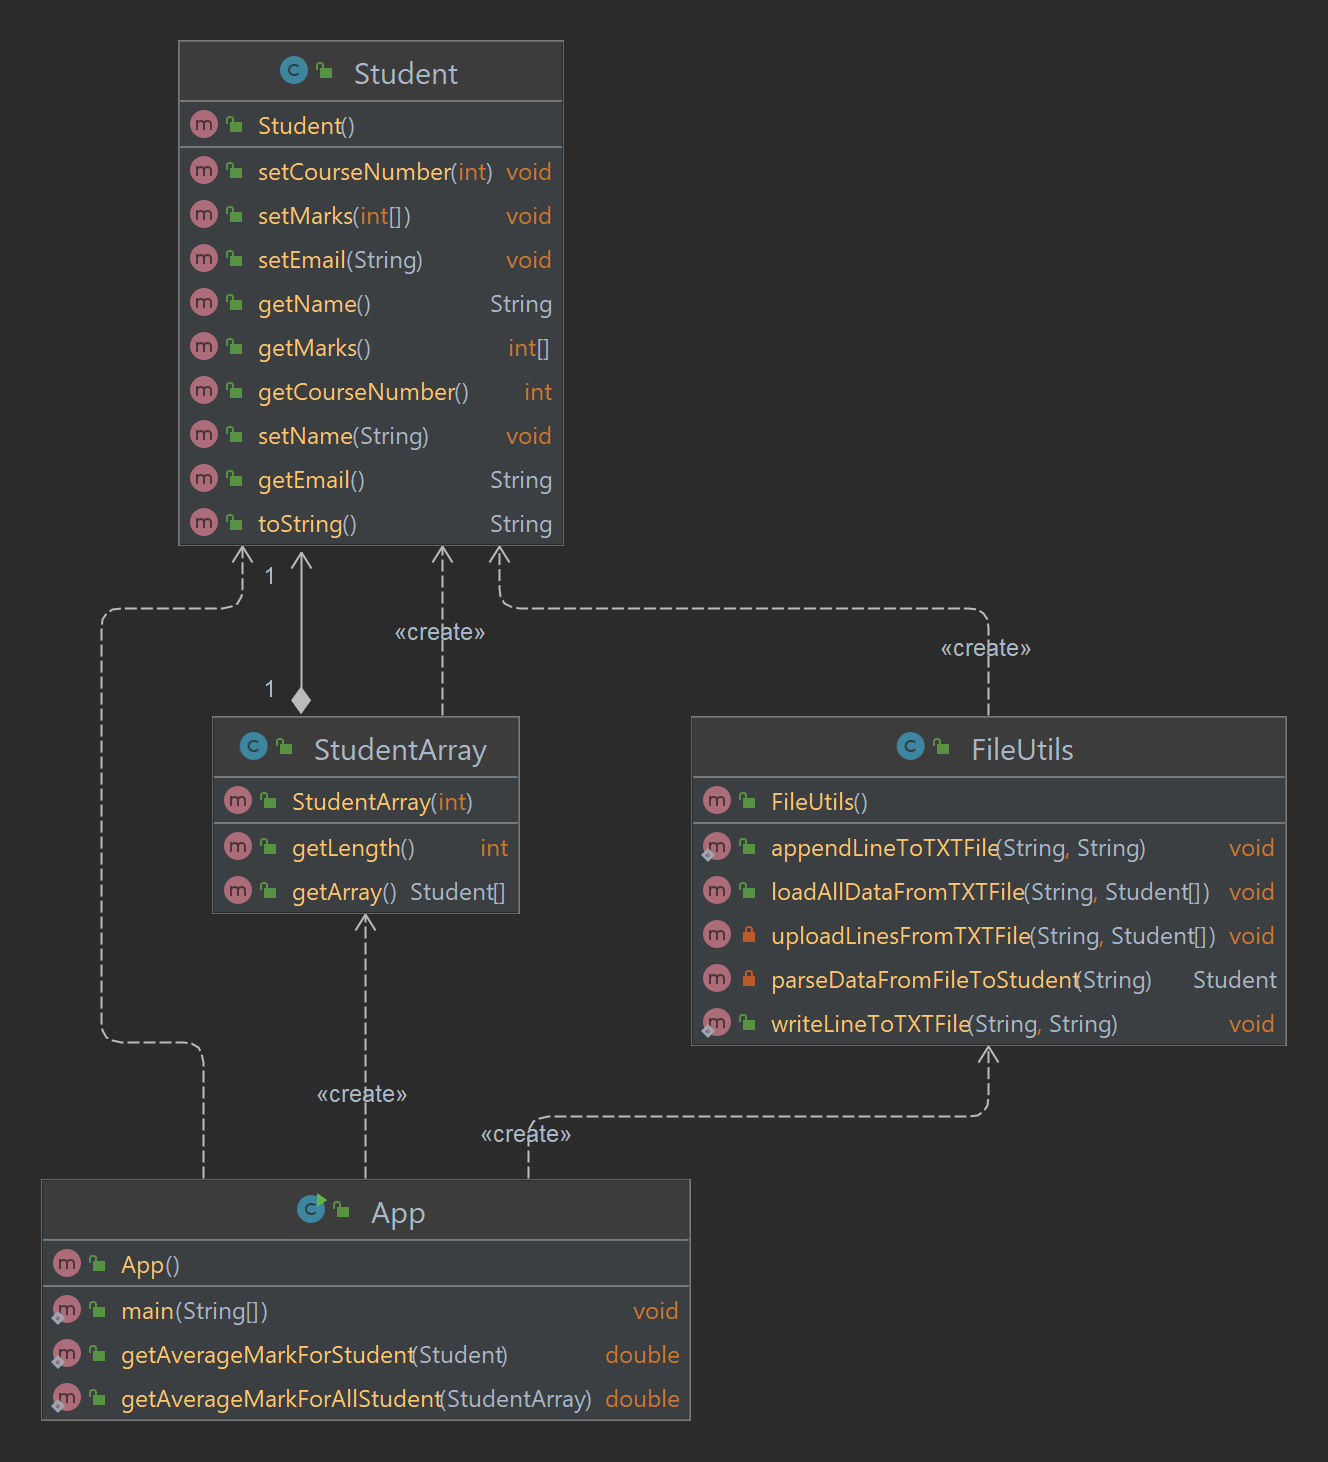 Student
Student()
setCourseNumber(int) void
setMarks(int[]) void
setEmail(String) void
getName() String
getMarks() int[]
getCourseNumber() int
setName(String) void
getEmail() String
toString() String
1
«create»
«create»
1
StudentArray
StudentArray(int)
getLength() int
getArray() Student[]
FileUtils
FileUtils()
appendLineToTXTFile(String, String) void
loadAllDataFromTXTFile(String, Student[]) void
uploadLinesFromTXTFile(String, Student[]) void
parseDataFromFileToStudent(String) Student
writeLineToTXTFile(String, String) void
«create»
«create»
App
App()
main(String[]) void
getAverageMarkForStudent(Student) double
getAverageMarkForAllStudent(StudentArray) double